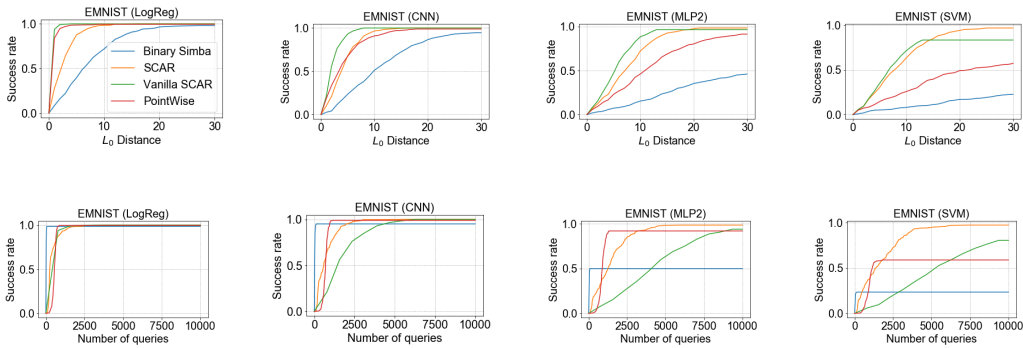 EMNIST (LogReg)
Success rate
1.0
0.5
0.0
0
10
20
30
L0 Distance
Binary Simba
SCAR
Vanilla SCAR
PointWise
EMNIST (CNN)
Success rate
1.0
0.5
0.0
0
10
20
30
L0 Distance
EMNIST (MLP2)
Success rate
1.0
0.5
0.0
0
10
20
30
L0 Distance
EMNIST (SVM)
Success rate
1.0
0.5
0.0
0
10
20
30
L0 Distance
EMNIST (LogReg)
Success rate
1.0
0.5
0.0
0 2500 5000 7500 10000
Number of queries
EMNIST (CNN)
Success rate
1.0
0.5
0.0
0 2500 5000 7500 10000
Number of queries
EMNIST (MLP2)
Success rate
1.0
0.5
0.0
0 2500 5000 7500 10000
Number of queries
EMNIST (SVM)
Success rate
1.0
0.5
0.0
0 2500 5000 7500 10000
Number of queries